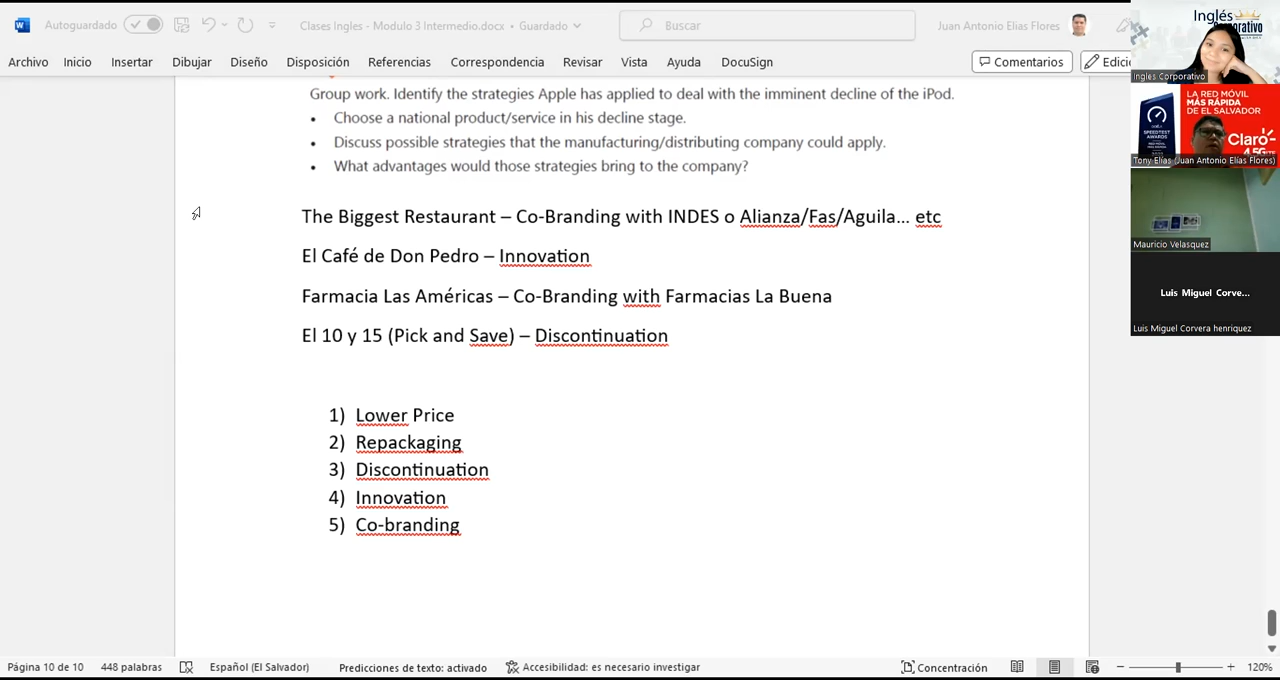 Autoguardado
Clases Ingles - Modulo 3 Intermedio.docx • Guardado
Buscar
Juan Antonio Elias Flores
Archivo Inicio Insertar Dibujar Diseño Disposición Referencias Correspondencia Revisar Vista Ayuda DocuSign
Comentarios
Edició
Group work. Identify the strategies Apple has applied to deal with the imminent decline of the iPod.
• Choose a national product/service in his decline stage.
• Discuss possible strategies that the manufacturing/distributing company could apply.
• What advantages would those strategies bring to the company?
The Biggest Restaurant – Co-Branding with INDES o Alianza/Fas/Aguila... etc
El Café de Don Pedro – Innovation
Farmacia Las Américas – Co-Branding with Farmacias La Buena
El 10 y 15 (Pick and Save) – Discontinuation
1) Lower Price
2) Repackaging
3) Discontinuation
4) Innovation
5) Co-branding
Inglés
Corporativo
Ingles Corporativo
LA RED MÓVIL
MÁS RÁPIDA
DE EL SALVADOR
SPEEDTEST
AWARDS
Claro
4.5G
Tony Elías (Juan Antonio Elías Flores)
Mauricio Velasquez
Luis Miguel Corve...
Luis Miguel Corvera henriquez
Página 10 de 10 448 palabras Español (El Salvador) Predicciones de texto: activado Accesibilidad: es necesario investigar Concentración 120%